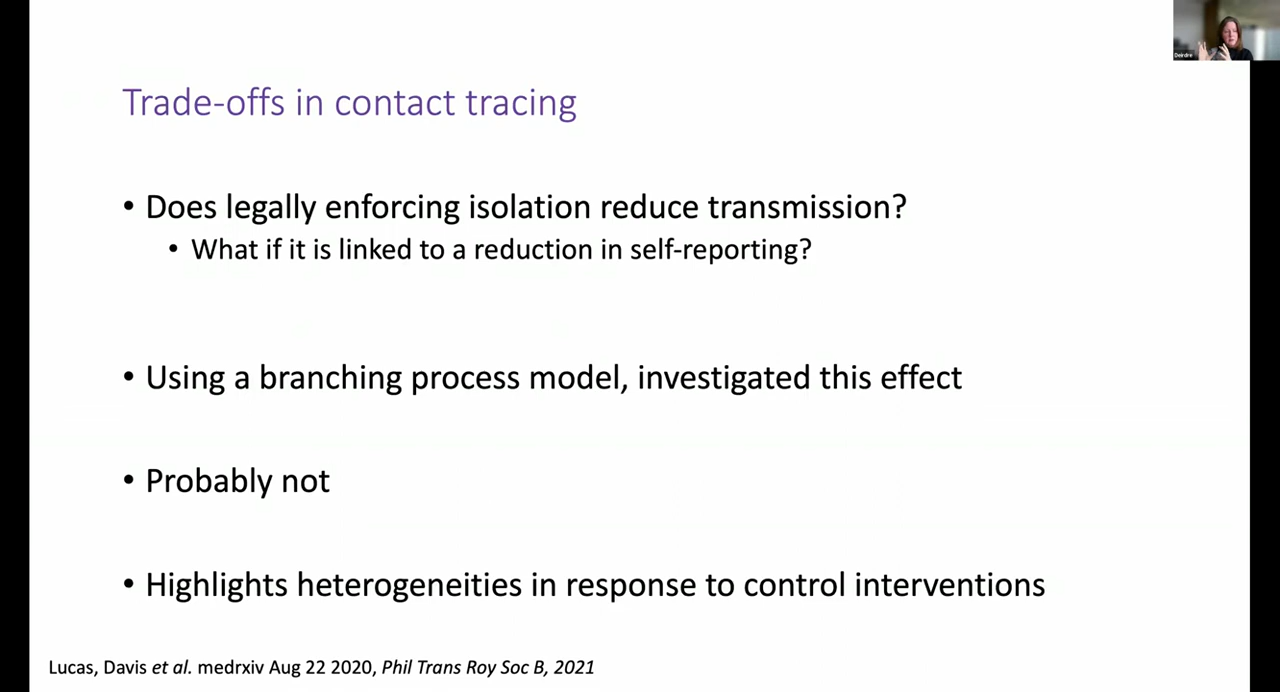 Deirdre
Trade-offs in contact tracing
• Does legally enforcing isolation reduce transmission?
• What if it is linked to a reduction in self-reporting?
• Using a branching process model, investigated this effect
• Probably not
• Highlights heterogeneities in response to control interventions
Lucas, Davis et al. medrxiv Aug 22 2020, Phil Trans Roy Soc B, 2021